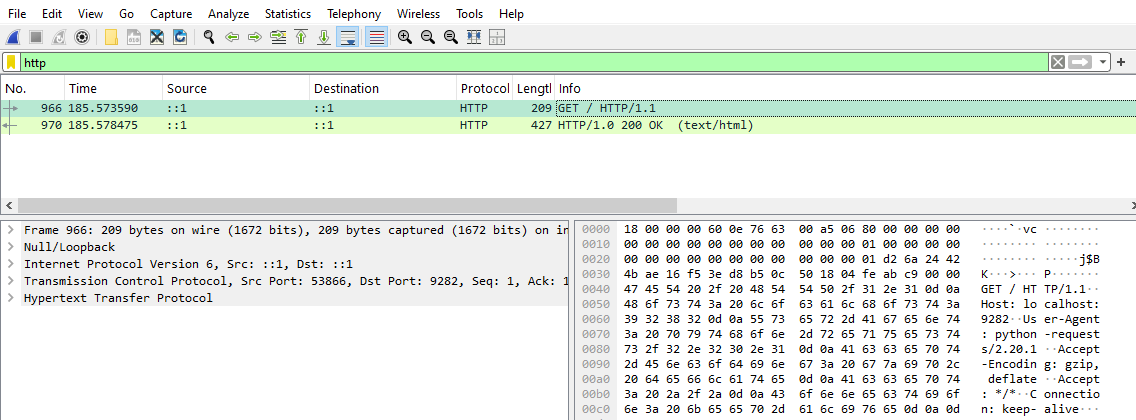 File Edit View Go Capture Analyze Statistics Telephony Wireless Tools Help
http
No. Time Source Destination Protocol Lengtl Info
966 185.573590 ::1 ::1 HTTP 209 GET / HTTP/1.1
970 185.578475 ::1 ::1 HTTP 427 HTTP/1.0 200 OK (text/html)
Frame 966: 209 bytes on wire (1672 bits), 209 bytes captured (1672 bits) on in
Null/Loopback
Internet Protocol Version 6, Src: ::1, Dst: ::1
Transmission Control Protocol, Src Port: 53866, Dst Port: 9282, Seq: 1, Ack: 1
Hypertext Transfer Protocol
0000 18 00 00 00 60 0e 76 63 00 a5 06 80 00 00 00 00 ····`·vc ········
0010 00 00 00 00 00 00 00 00 00 00 00 01 00 00 00 00 ········ ········
0020 00 00 00 00 00 00 00 00 00 00 00 01 d2 6a 24 42 ········ ·····j$B
0030 4b ae 16 f5 3e d8 b5 0c 50 18 04 fe ab c9 00 00 K···>··· P·······
0040 47 45 54 20 2f 20 48 54 54 50 2f 31 2e 31 0d 0a GET / HT TP/1.1··
0050 48 6f 73 74 3a 20 6c 6f 63 61 6c 68 6f 73 74 3a Host: lo calhost:
0060 39 32 38 32 0d 0a 55 73 65 72 2d 41 67 65 6e 74 9282··Us er-Agent
0070 3a 20 70 79 74 68 6f 6e 2d 72 65 71 75 65 73 74 : python -request
0080 73 2f 32 2e 32 30 2e 31 0d 0a 41 63 63 65 70 74 s/2.20.1 ··Accept
0090 2d 45 6e 63 6f 64 69 6e 67 3a 20 67 7a 69 70 2c -Encodin g: gzip,
00a0 20 64 65 66 6c 61 74 65 0d 0a 41 63 63 65 70 74 deflate ··Accept
00b0 3a 20 2a 2f 2a 0d 0a 43 6f 6e 6e 65 63 74 69 6f : */*··C onnectio
00c0 6e 3a 20 6b 65 65 70 2d 61 6c 69 76 65 0d 0a 0d n: keep- alive···